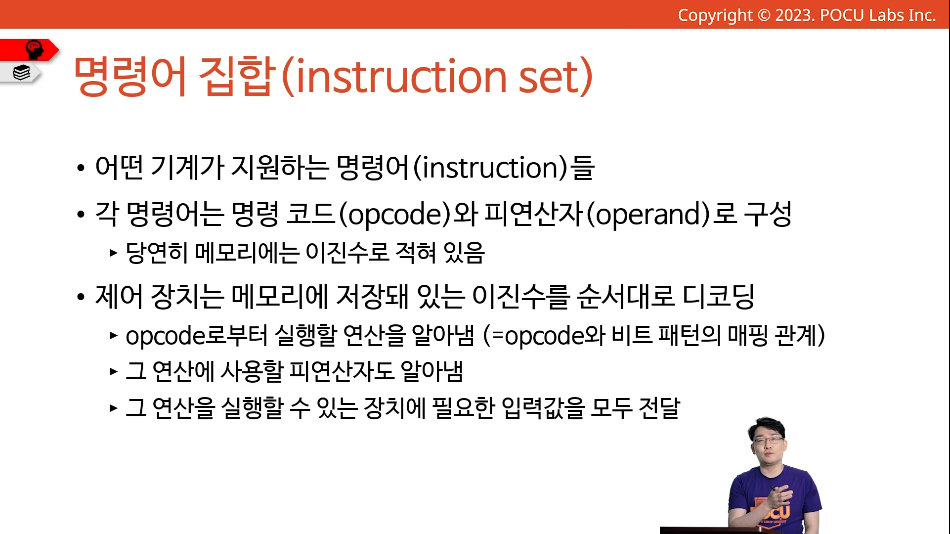 Copyright © 2023. POCU Labs Inc.
명령어 집합(instruction set)
• 어떤 기계가 지원하는 명령어(instruction)들
• 각 명령어는 명령 코드(opcode)와 피연산자(operand)로 구성
▸ 당연히 메모리에는 이진수로 적혀 있음
• 제어 장치는 메모리에 저장돼 있는 이진수를 순서대로 디코딩
▸ opcode로부터 실행할 연산을 알아냄 (=opcode와 비트 패턴의 매핑 관계)
▸ 그 연산에 사용할 피연산자도 알아냄
▸ 그 연산을 실행할 수 있는 장치에 필요한 입력값을 모두 전달
POCU